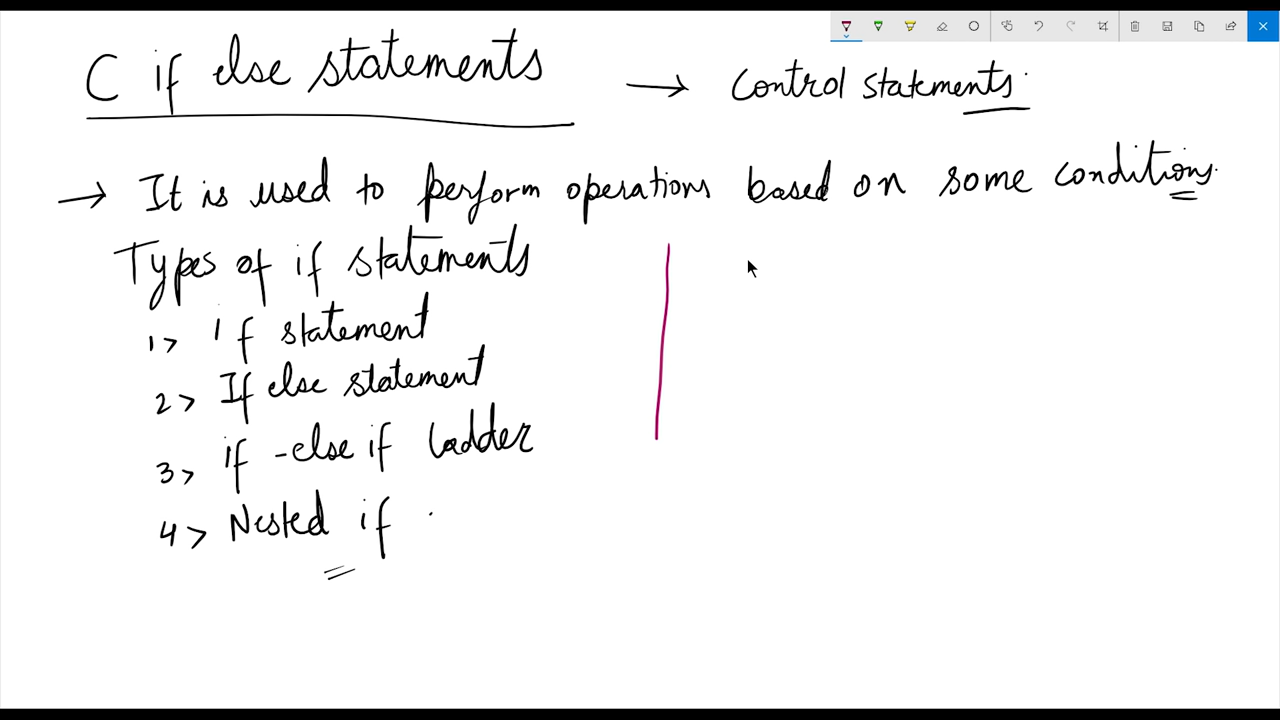 C if else statements → Control statements.
→ It is used to perform operations based on some conditions.
Types of if statements
1> if statement
2> If else statement
3> if -else if ladder
4> Nested if .